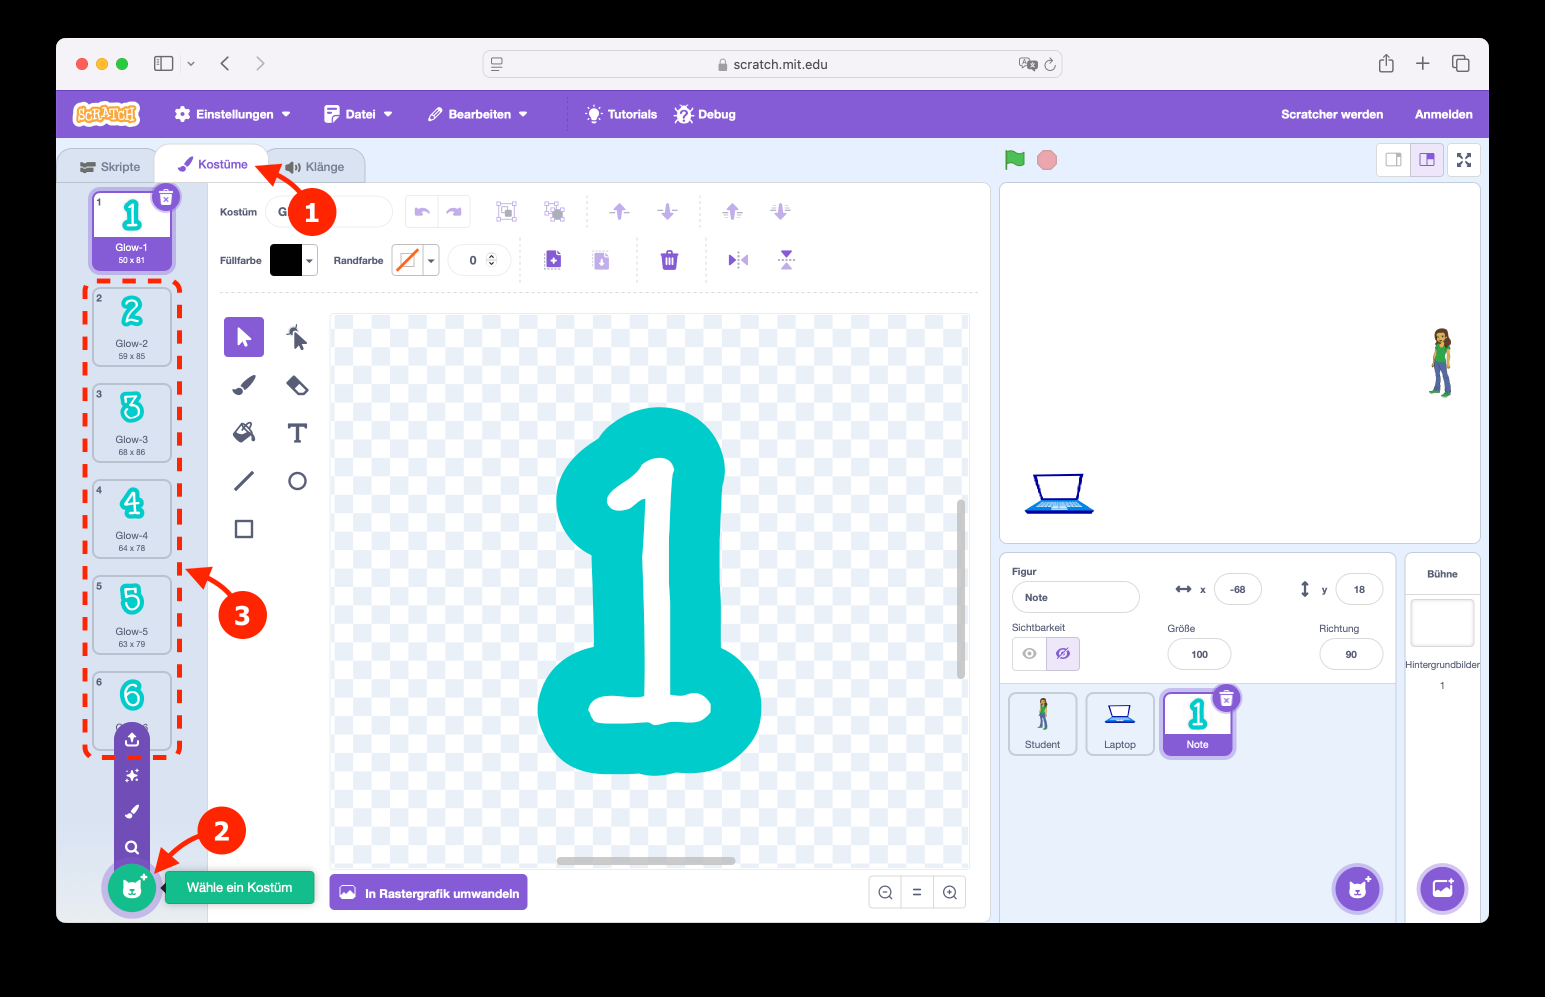 scratch.mit.edu
SCRATCH
Einstellungen
Datei
Bearbeiten
Tutorials
Debug
Scratcher werden
Anmelden
Skripte
Kostüme
Klänge
1
1
Glow-1
50 x 81
2
2
Glow-2
59 x 85
3
3
Glow-3
68 x 86
4
4
Glow-4
64 x 78
5
5
Glow-5
63 x 79
6
6
Kostüm
G
1
Füllfarbe
Randfarbe
0
T
1
3
2
Wähle ein Kostüm
In Rastergrafik umwandeln
=
Figur
Note
x
-68
y
18
Sichtbarkeit
Größe
100
Richtung
90
Student
Laptop
1
Note
Bühne
Hintergrundbilder
1